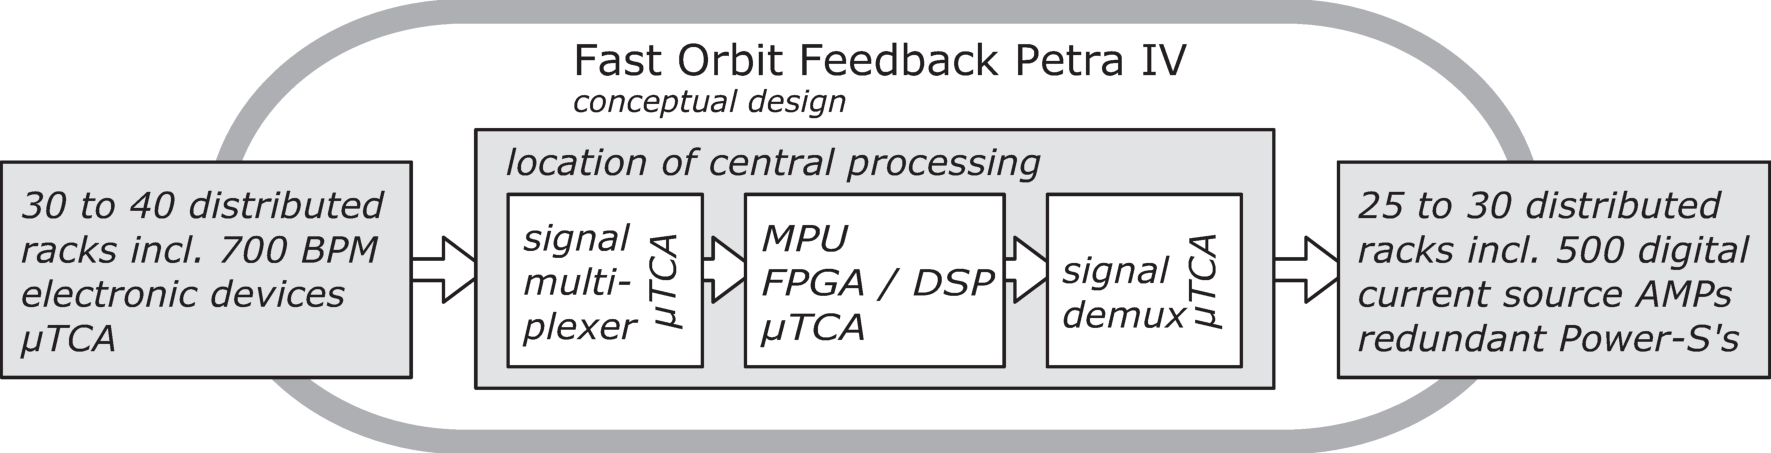 Fast Orbit Feedback Petra IV
conceptual design
30 to 40 distributed
racks incl. 700 BPM
electronic devices
µTCA
location of central processing
signal
multi-
plexer
µTCA
MPU
FPGA / DSP
µTCA
signal
demux
µTCA
25 to 30 distributed
racks incl. 500 digital
current source AMPs
redundant Power-S's